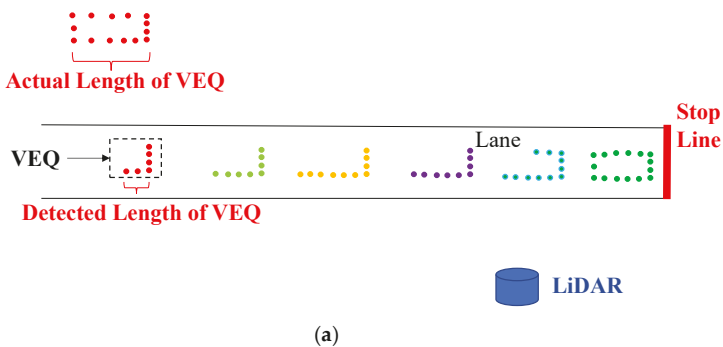 Actual Length of VEQ
Stop
Line
Lane
VEQ
Detected Length of VEQ
LiDAR
(a)